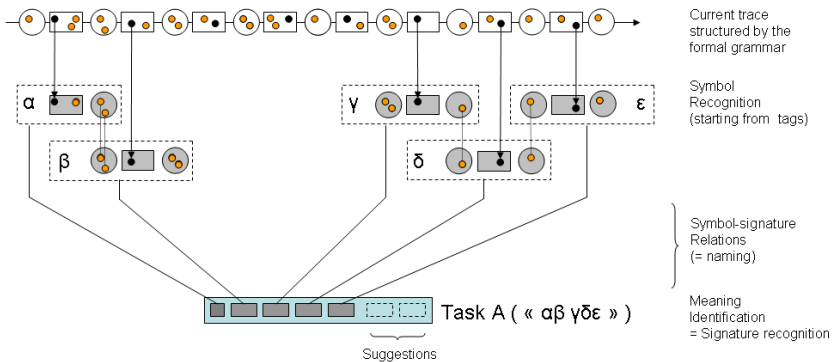 Current trace
structured by the
formal grammar
α
γ
ε
Symbol
Recognition
(starting from tags)
β
δ
Symbol-signature
Relations
(= naming)
Task A ( « αβ γδε » )
Meaning
Identification
= Signature recognition
Suggestions